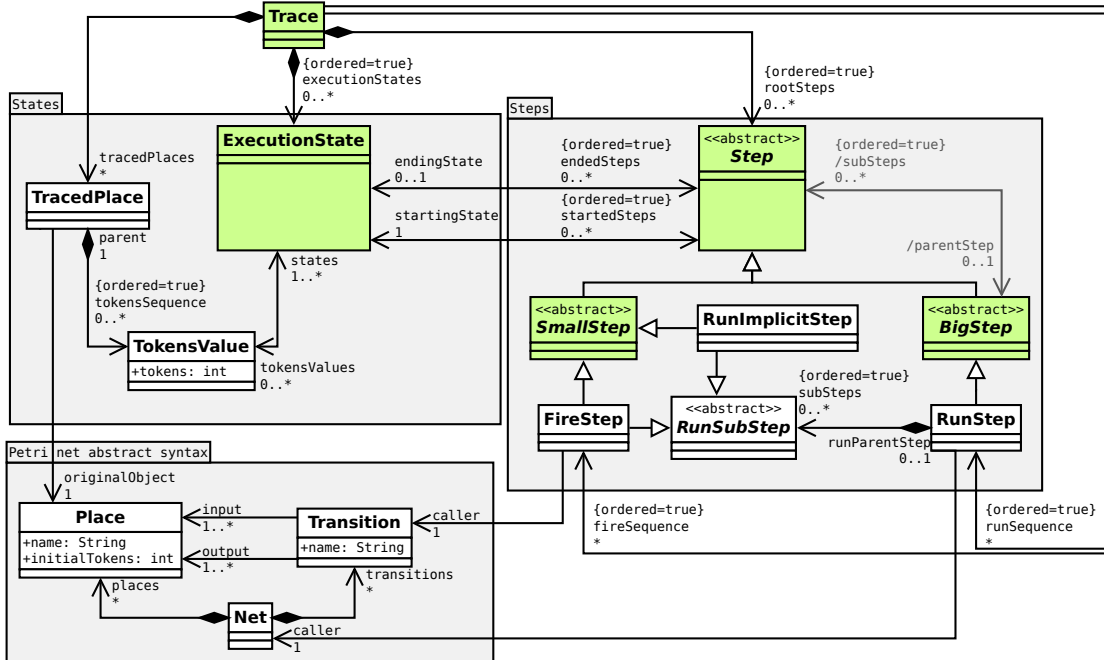 Trace
{ordered=true}
executionStates
0..*
{ordered=true}
rootSteps
0..*
States
Steps
tracedPlaces
*
TracedPlace
ExecutionState
endingState
0..1
{ordered=true}
endedSteps
0..*
startingState
1
{ordered=true}
startedSteps
0..*
<<abstract>>
Step
{ordered=true}
/subSteps
0..*
/parentStep
0..1
parent
1
{ordered=true}
tokensSequence
0..*
states
1..*
TokensValue
+tokens: int
tokensValues
0..*
<<abstract>>
SmallStep
RunImplicitStep
<<abstract>>
BigStep
FireStep
<<abstract>>
RunSubStep
{ordered=true}
subSteps
0..*
RunStep
runParentStep
0..1
Petri net abstract syntax
originalObject
1
Place
+name: String
+initialTokens: int
input
1..*
output
1..*
Transition
+name: String
caller
1
{ordered=true}
fireSequence
*
{ordered=true}
runSequence
*
places
*
transitions
*
Net
caller
1